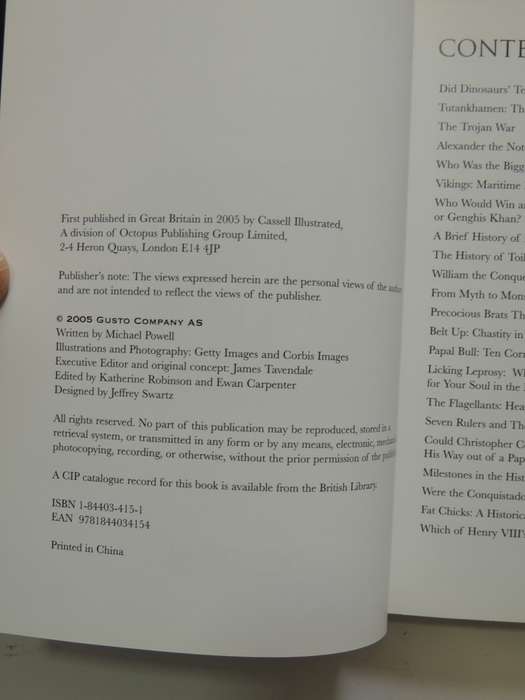 First published in Great Britain in 2005 by Cassell Illustrated,
A division of Octopus Publishing Group Limited,
2-4 Heron Quays, London E14 4JP
Publisher's note: The views expressed herein are the personal views of the author
and are not intended to reflect the views of the publisher.
© 2005 GUSTO COMPANY AS
Written by Michael Powell
Illustrations and Photography: Getty Images and Corbis Images
Executive Editor and original concept: James Tavendale
Edited by Katherine Robinson and Ewan Carpenter
Designed by Jeffrey Swartz
All rights reserved. No part of this publication may be reproduced, stored in a
retrieval system, or transmitted in any form or by any means, electronic,
photocopying, recording, or otherwise, without the prior permission of the
A CIP catalogue record for this book is available from the British Library.
ISBN 1-84403-415-1
EAN 9781844034154
Printed in China
CONTE
Did Dinosaurs' Te
Tutankhamen: Th
The Trojan War
Alexander the Not
Who Was the Bigg
Vikings: Maritime
Who Would Win a
or Genghis Khan?
A Brief History of
The History of Toil
William the Conque
From Myth to Mon
Precocious Brats Th
Belt Up: Chastity in
Papal Bull: Ten Cor
Licking Leprosy: W
for Your Soul in the
The Flagellants: Hea
Seven Rulers and The
Could Christopher C
His Way out of a Pap
Milestones in the Hist
Were the Conquistado
Fat Chicks: A Historica
Which of Henry VIII'